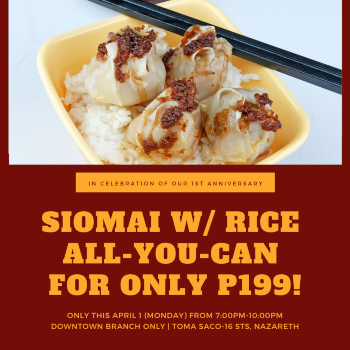 IN CELEBRATION OF OUR 1ST ANNIVERSARY
SIOMAI W/ RICE
ALL-YOU-CAN
FOR ONLY P199!
ONLY THIS APRIL 1 (MONDAY) FROM 7:00PM-10:00PM
DOWNTOWN BRANCH ONLY | TOMA SACO-16 STS, NAZARETH